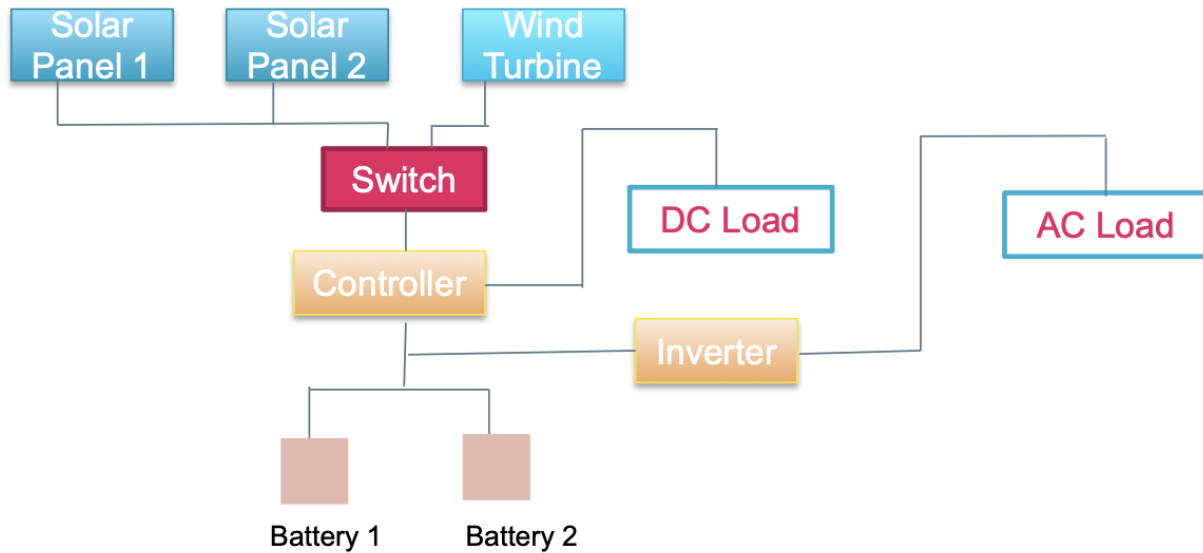 Solar
Panel 1
Solar
Panel 2
Wind
Turbine
Switch
DC Load
AC Load
Controller
Inverter
Battery 1
Battery 2